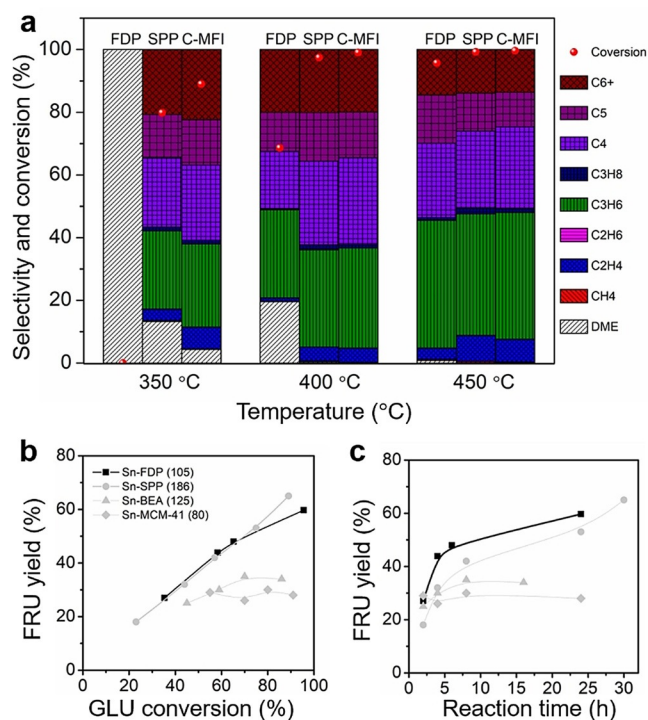 a
FDP SPP C-MFI FDP SPP C-MFI FDP SPP C-MFI
100
80
60
40
20
0
Selectivity and conversion (%)
350 °C 400 °C 450 °C
Temperature (°C)
Coversion
C6+
C5
C4
C3H8
C3H6
C2H6
C2H4
CH4
DME
b
80
60
40
20
0
FRU yield (%)
Sn-FDP (105)
Sn-SPP (186)
Sn-BEA (125)
Sn-MCM-41 (80)
0 20 40 60 80 100
GLU conversion (%)
c
80
60
40
20
0
FRU yield (%)
0 5 10 15 20 25 30
Reaction time (h)